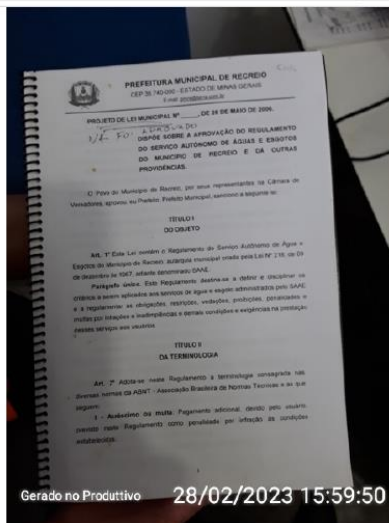 PREFEITURA MUNICIPAL DE RECREIO
CEP 36.740-000 - ESTADO DE MINAS GERAIS
PROJETO DE LEI MUNICIPAL Nº _____, DE 28 DE MAIO DE 2009.
DISPÕE SOBRE A APROVAÇÃO DO REGULAMENTO
DO SERVIÇO AUTÔNOMO DE ÁGUAS E ESGOTOS
DO MUNICÍPIO DE RECREIO E DÁ OUTRAS
PROVIDÊNCIAS.
O Povo do Município de Recreio, por seus representantes na Câmara de
Vereadores, aprovou eu Prefeito Municipal, sanciono a seguinte lei:
TÍTULO I
DO OBJETO
Art. 1º Esta Lei contém o Regulamento do Serviço Autônomo de Água e
Esgotos do Município de Recreio, autarquia municipal criada pela Lei Nº
de dezembro de 1967, adiante denominado SAAE.
Parágrafo único. Este Regulamento destina-se a definir e disciplinar os
critérios a serem aplicados aos serviços de água e esgoto administrados pelo SAAE
e a regulamentar as obrigações, restrições, vedações, proibições, penalidades e
multas por infrações e inadimplências e demais condições e exigências na prestação
desses serviços aos usuários.
TÍTULO II
DA TERMINOLOGIA
Art. 2º Adota-se neste Regulamento a terminologia consagrada nas
diversas normas da ABNT - Associação Brasileira de Normas Técnicas e as que
seguem:
I - Acréscimo ou multa: Pagamento adicional, devido pelo usuário
previsto neste Regulamento como penalidade por infração às condições
estabelecidas.
1
Gerado no Produttivo 28/02/2023 15:59:50